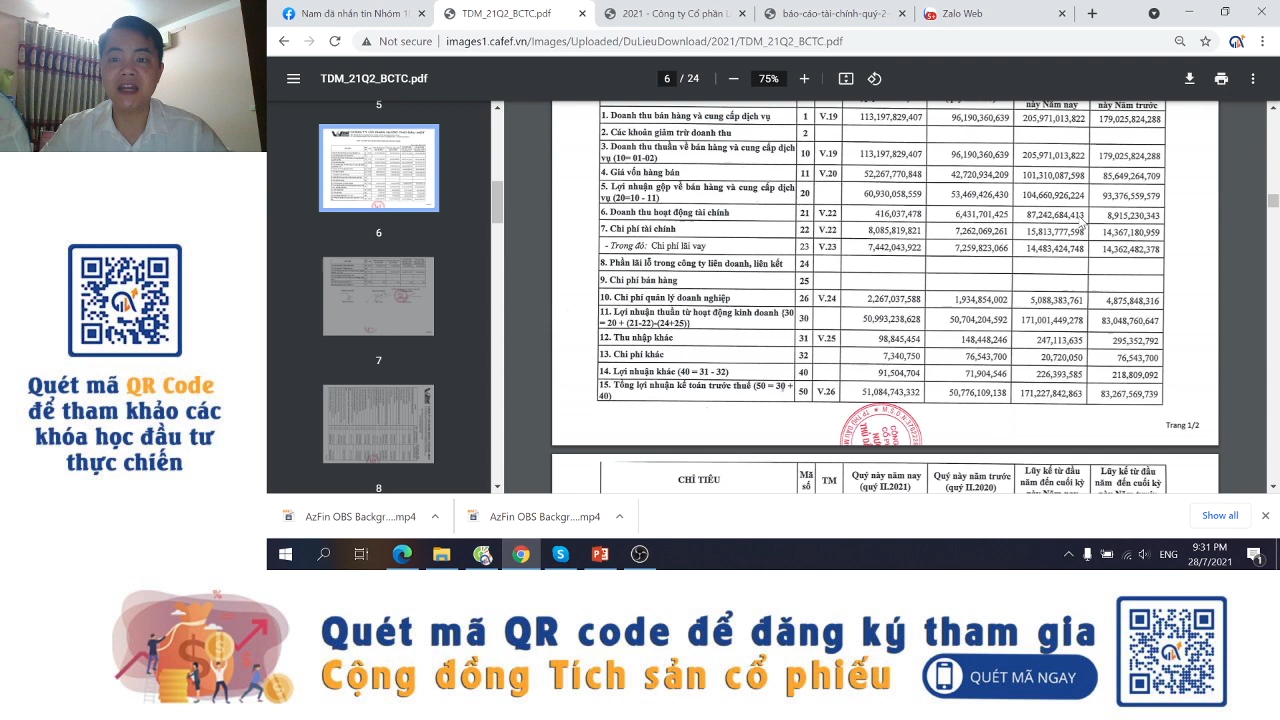 Nam đã nhắn tin Nhóm 1
TDM_21Q2_BCTC.pdf
2021 - Công ty Cổ phần
báo-cáo-tài-chính-quý-2-
Zalo Web
Not secure
images1.cafef.vn/Images/Uploaded/DuLieuDownload/2021/TDM_21Q2_BCTC.pdf
TDM_21Q2_BCTC.pdf
6 / 24
75%
5
6
7
8
này Năm nay
này Năm trước
1. Doanh thu bán hàng và cung cấp dịch vụ 1 V.19 113,197,829,407 96,190,360,639 205,971,013,822 179,025,824,288
2. Các khoản giảm trừ doanh thu 2
3. Doanh thu thuần về bán hàng và cung cấp dịch vụ (10= 01-02) 10 V.19 113,197,829,407 96,190,360,639 205,971,013,822 179,025,824,288
4. Giá vốn hàng bán 11 V.20 52,267,770,848 42,720,934,209 101,310,087,598 85,649,264,709
5. Lợi nhuận gộp về bán hàng và cung cấp dịch vụ (20=10 - 11) 20 60,930,058,559 53,469,426,430 104,660,926,224 93,376,559,579
6. Doanh thu hoạt động tài chính 21 V.22 416,037,478 6,431,701,425 87,242,684,413 8,915,230,343
7. Chi phí tài chính 22 V.22 8,085,819,821 7,262,069,261 15,813,777,598 14,367,180,959
- Trong đó: Chi phí lãi vay 23 V.23 7,442,043,922 7,259,823,066 14,483,424,748 14,362,482,378
8. Phần lãi lỗ trong công ty liên doanh, liên kết 24
9. Chi phí bán hàng 25
10. Chi phí quản lý doanh nghiệp 26 V.24 2,267,037,588 1,934,854,002 5,088,383,761 4,875,848,316
11. Lợi nhuận thuần từ hoạt động kinh doanh {30 = 20 + (21-22)-(24+25)} 30 50,993,238,628 50,704,204,592 171,001,449,278 83,048,760,647
12. Thu nhập khác 31 V.25 98,845,454 148,448,246 247,113,635 295,352,792
13. Chi phí khác 32 7,340,750 76,543,700 20,720,050 76,543,700
14. Lợi nhuận khác (40 = 31 - 32) 40 91,504,704 71,904,546 226,393,585 218,809,092
15. Tổng lợi nhuận kế toán trước thuế (50 = 30 + 40) 50 V.26 51,084,743,332 50,776,109,138 171,227,842,863 83,267,569,739
Trang 1/2
CHỈ TIÊU
Mã số
TM
Quý này năm nay (quý II.2021)
Quý này năm trước (quý II.2020)
Lũy kế từ đầu năm đến cuối kỳ này Năm nay
Lũy kế từ đầu năm đến cuối kỳ
Quét mã QR Code
để tham khảo các
khóa học đầu tư
thực chiến
AzFin OBS Backgr....mp4
AzFin OBS Backgr....mp4
Show all
ENG
9:31 PM
28/7/2021
Quét mã QR code để đăng ký tham gia
Cộng đồng Tích sản cổ phiếu
QUÉT MÃ NGAY